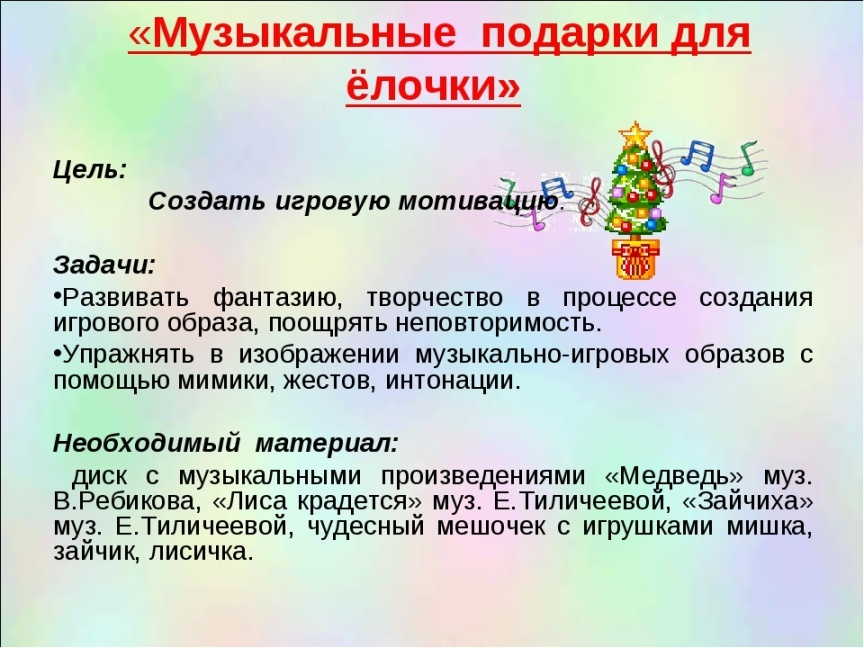 «Музыкальные подарки для
ёлочки»
Цель:
Создать игровую мотивацию.
Задачи:
•Развивать фантазию, творчество в процессе создания
игрового образа, поощрять неповторимость.
•Упражнять в изображении музыкально-игровых образов с
помощью мимики, жестов, интонации.
Необходимый материал:
диск с музыкальными произведениями «Медведь» муз.
В.Ребикова, «Лиса крадется» муз. Е.Тиличеевой, «Зайчиха»
муз. Е.Тиличеевой, чудесный мешочек с игрушками мишка,
зайчик, лисичка.